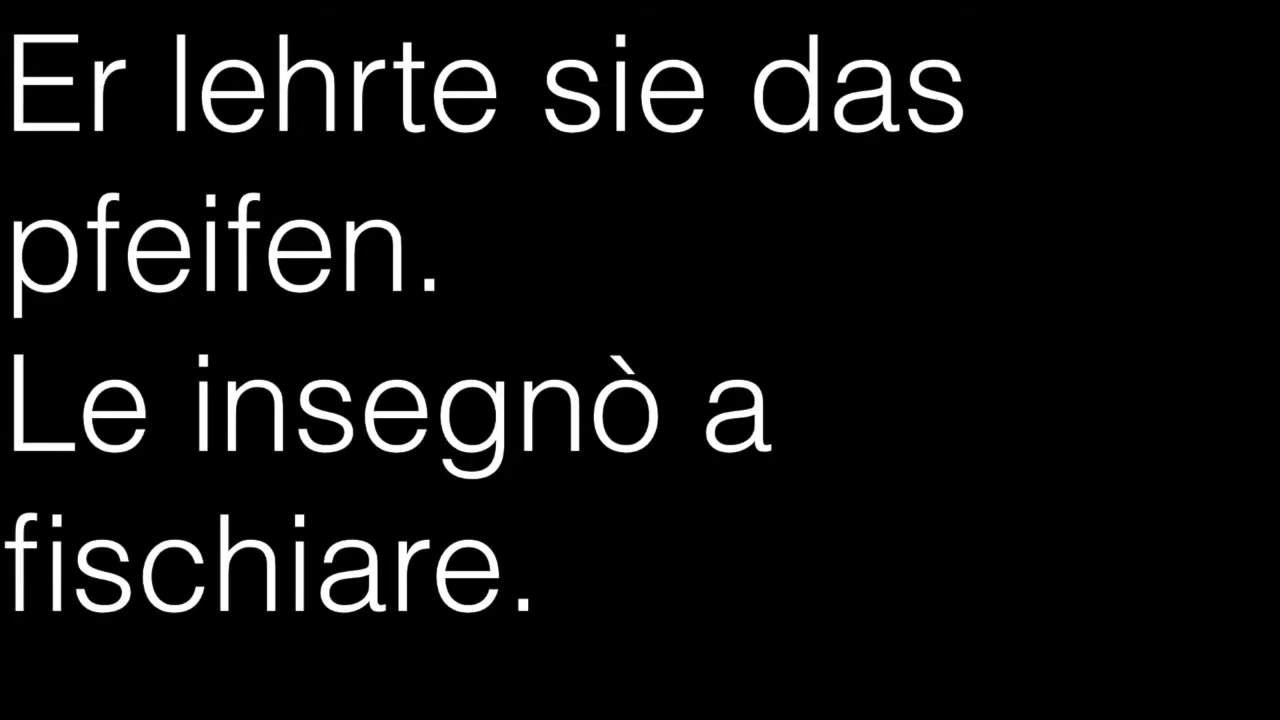 Er lehrte sie das
pfeifen.
Le insegnò a
fischiare.